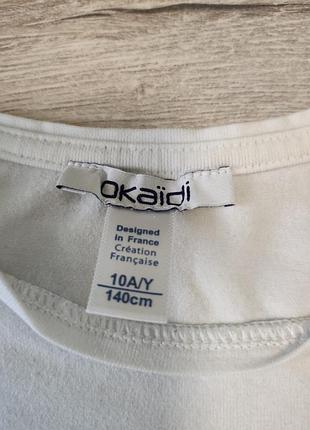 okaïdi
Designed
in France
Création
Française
10A/Y
140cm